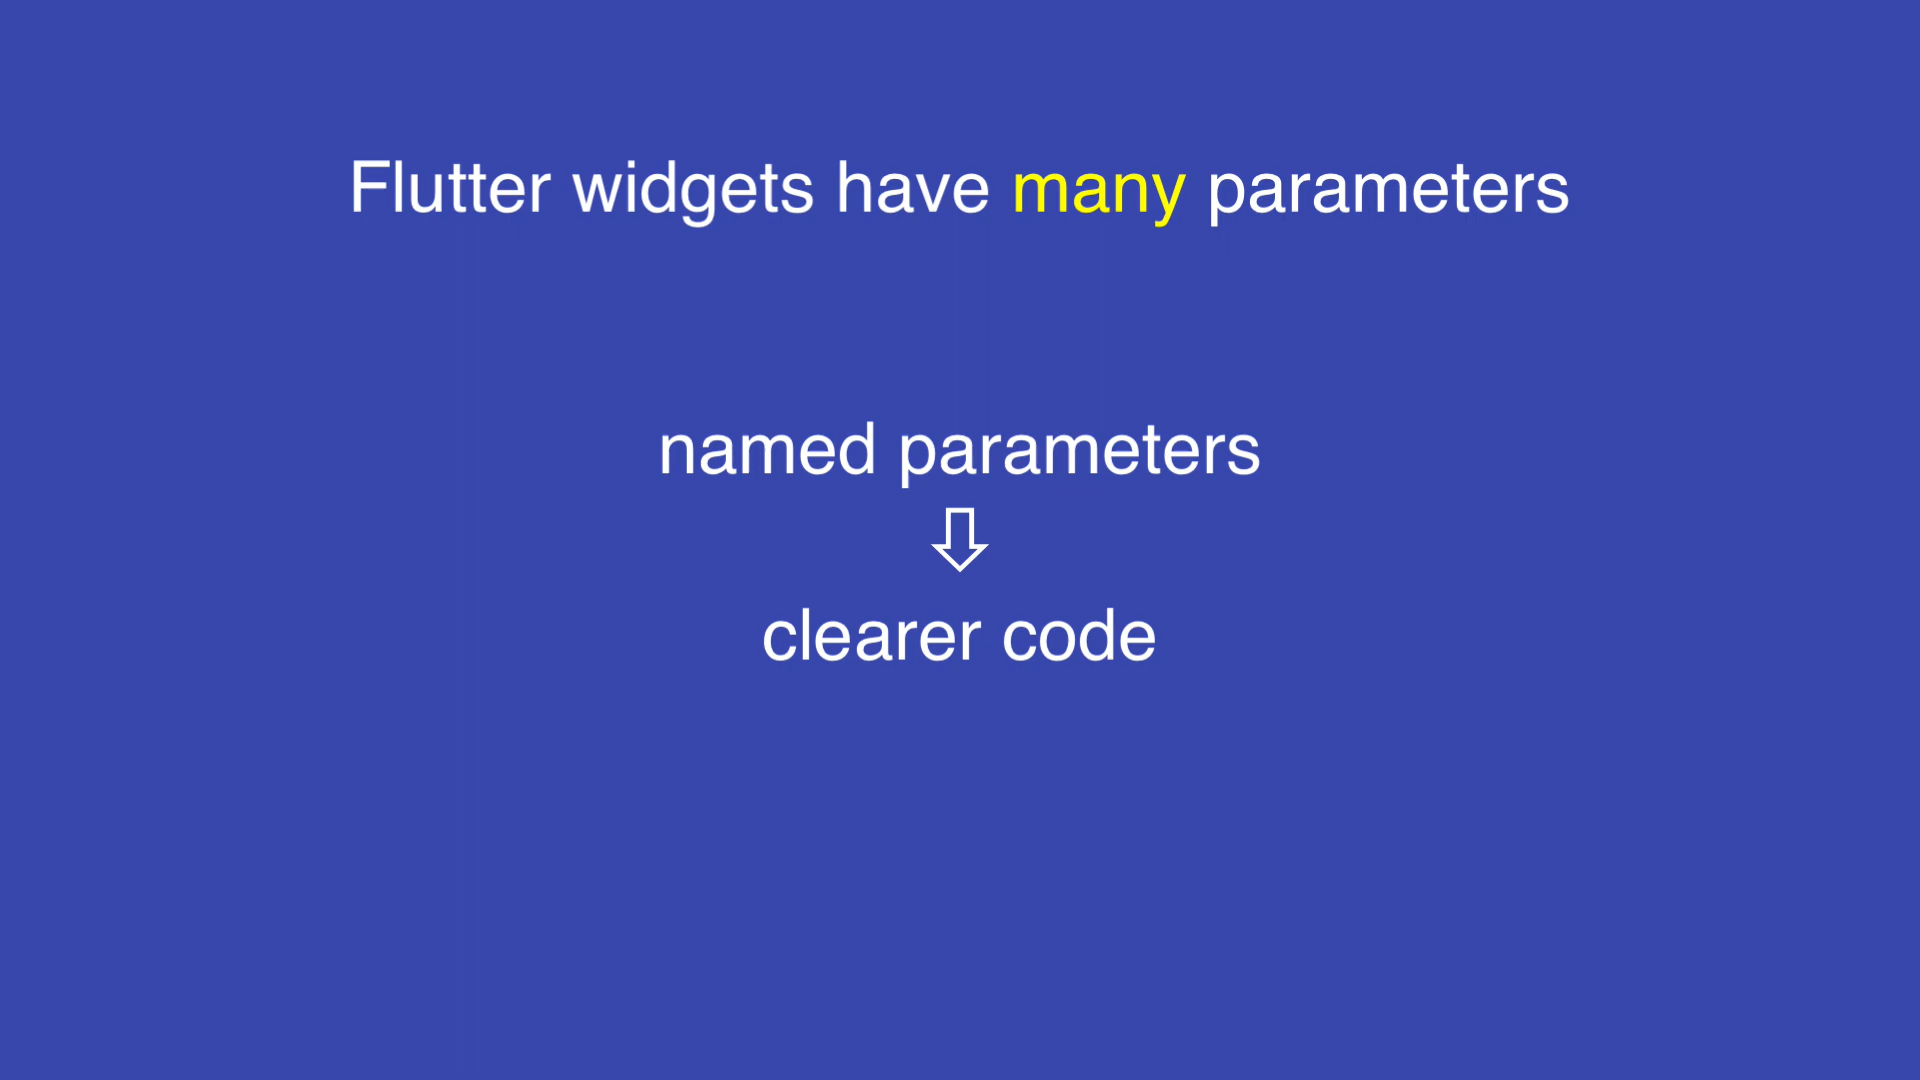 Flutter widgets have many parameters
named parameters
⇩
clearer code